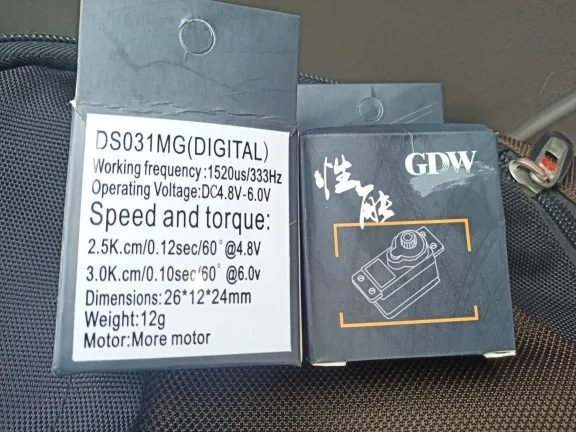 DS031MG(DIGITAL)
Working frequency:1520us/333Hz
Operating Voltage:DC4.8V-6.0V
Speed and torque:
2.5K.cm/0.12sec/60° @4.8V
3.0K.cm/0.10sec/60° @6.0v
Dimensions:26*12*24mm
Weight:12g
Motor:More motor
GDW
性能